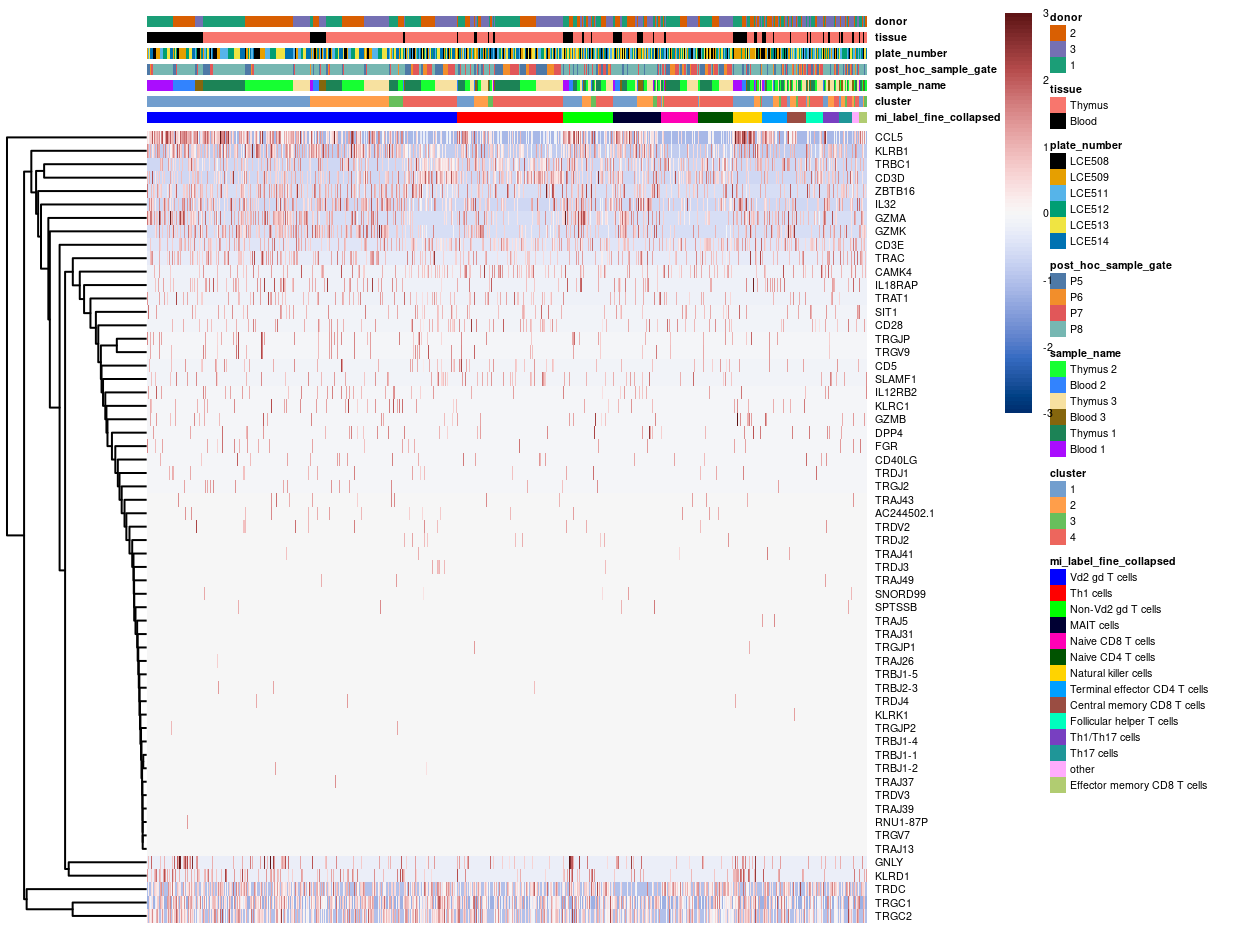 donor
tissue
plate_number
post_hoc_sample_gate
sample_name
cluster
mi_label_fine_collapsed
CCL5
KLRB1
TRBC1
CD3D
ZBTB16
IL32
GZMA
GZMK
CD3E
TRAC
CAMK4
IL18RAP
TRAT1
SIT1
CD28
TRGJP
TRGV9
CD5
SLAMF1
IL12RB2
KLRC1
GZMB
DPP4
FGR
CD40LG
TRDJ1
TRGJ2
TRAJ43
AC244502.1
TRDV2
TRDJ2
TRAJ41
TRDJ3
TRAJ49
SNORD99
SPTSSB
TRAJ5
TRAJ31
TRGJP1
TRAJ26
TRBJ1-5
TRBJ2-3
TRDJ4
KLRK1
TRGJP2
TRBJ1-4
TRBJ1-1
TRBJ1-2
TRAJ37
TRDV3
TRAJ39
RNU1-87P
TRGV7
TRAJ13
GNLY
KLRD1
TRDC
TRGC1
TRGC2
3
2
1
0
-1
-2
-3
donor
2
3
1
tissue
Thymus
Blood
plate_number
LCE508
LCE509
LCE511
LCE512
LCE513
LCE514
post_hoc_sample_gate
P5
P6
P7
P8
sample_name
Thymus 2
Blood 2
Thymus 3
Blood 3
Thymus 1
Blood 1
cluster
1
2
3
4
mi_label_fine_collapsed
Vd2 gd T cells
Th1 cells
Non-Vd2 gd T cells
MAIT cells
Naive CD8 T cells
Naive CD4 T cells
Natural killer cells
Terminal effector CD4 T cells
Central memory CD8 T cells
Follicular helper T cells
Th1/Th17 cells
Th17 cells
other
Effector memory CD8 T cells